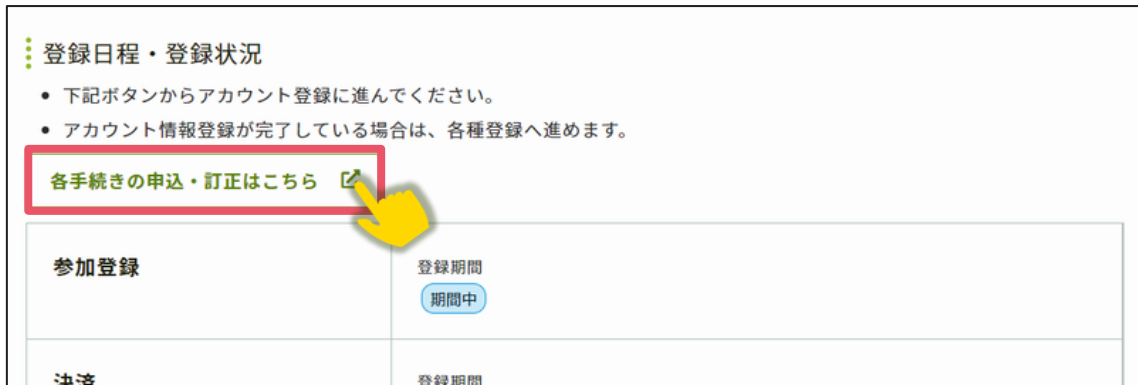 登録日程・登録状況
下記ボタンからアカウント登録に進んでください。
アカウント情報登録が完了している場合は、各種登録へ進めます。
各手続きの申込・訂正はこちら
参加登録
登録期間
期間中
決済
登録期間